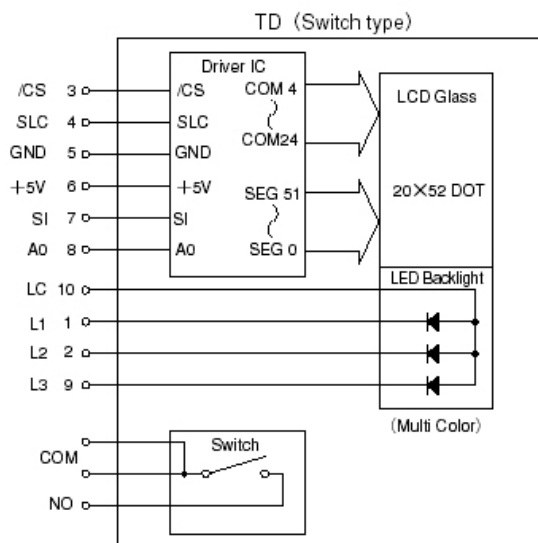 TD (Switch type)
Driver IC
/CS 3 /CS COM 4
SLC 4 SLC
GND 5 GND COM24
+5V 6 +5V SEG 51
SI 7 SI
A0 8 A0 SEG 0
LCD Glass
20×52 DOT
LC 10 LED Backlight
L1 1
L2 2
L3 9
(Multi Color)
COM Switch
NO